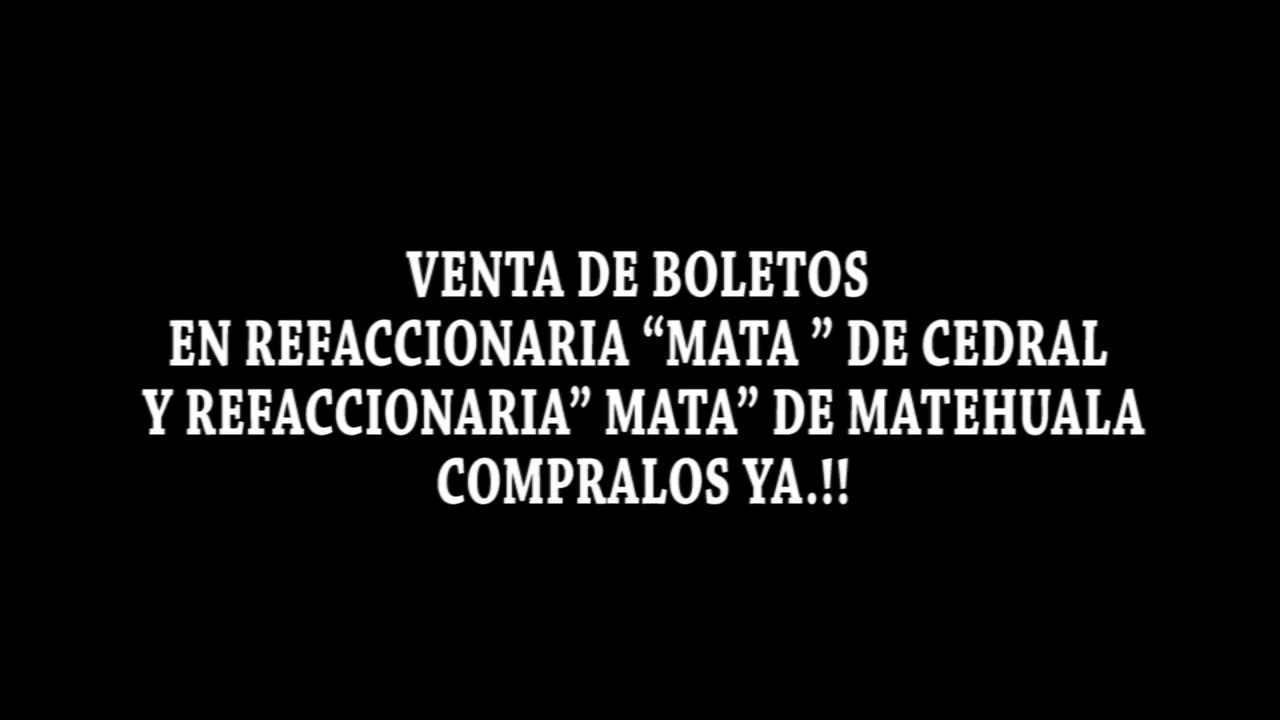 VENTA DE BOLETOS
EN REFACCIONARIA “MATA ” DE CEDRAL
Y REFACCIONARIA” MATA” DE MATEHUALA
COMPRALOS YA.!!